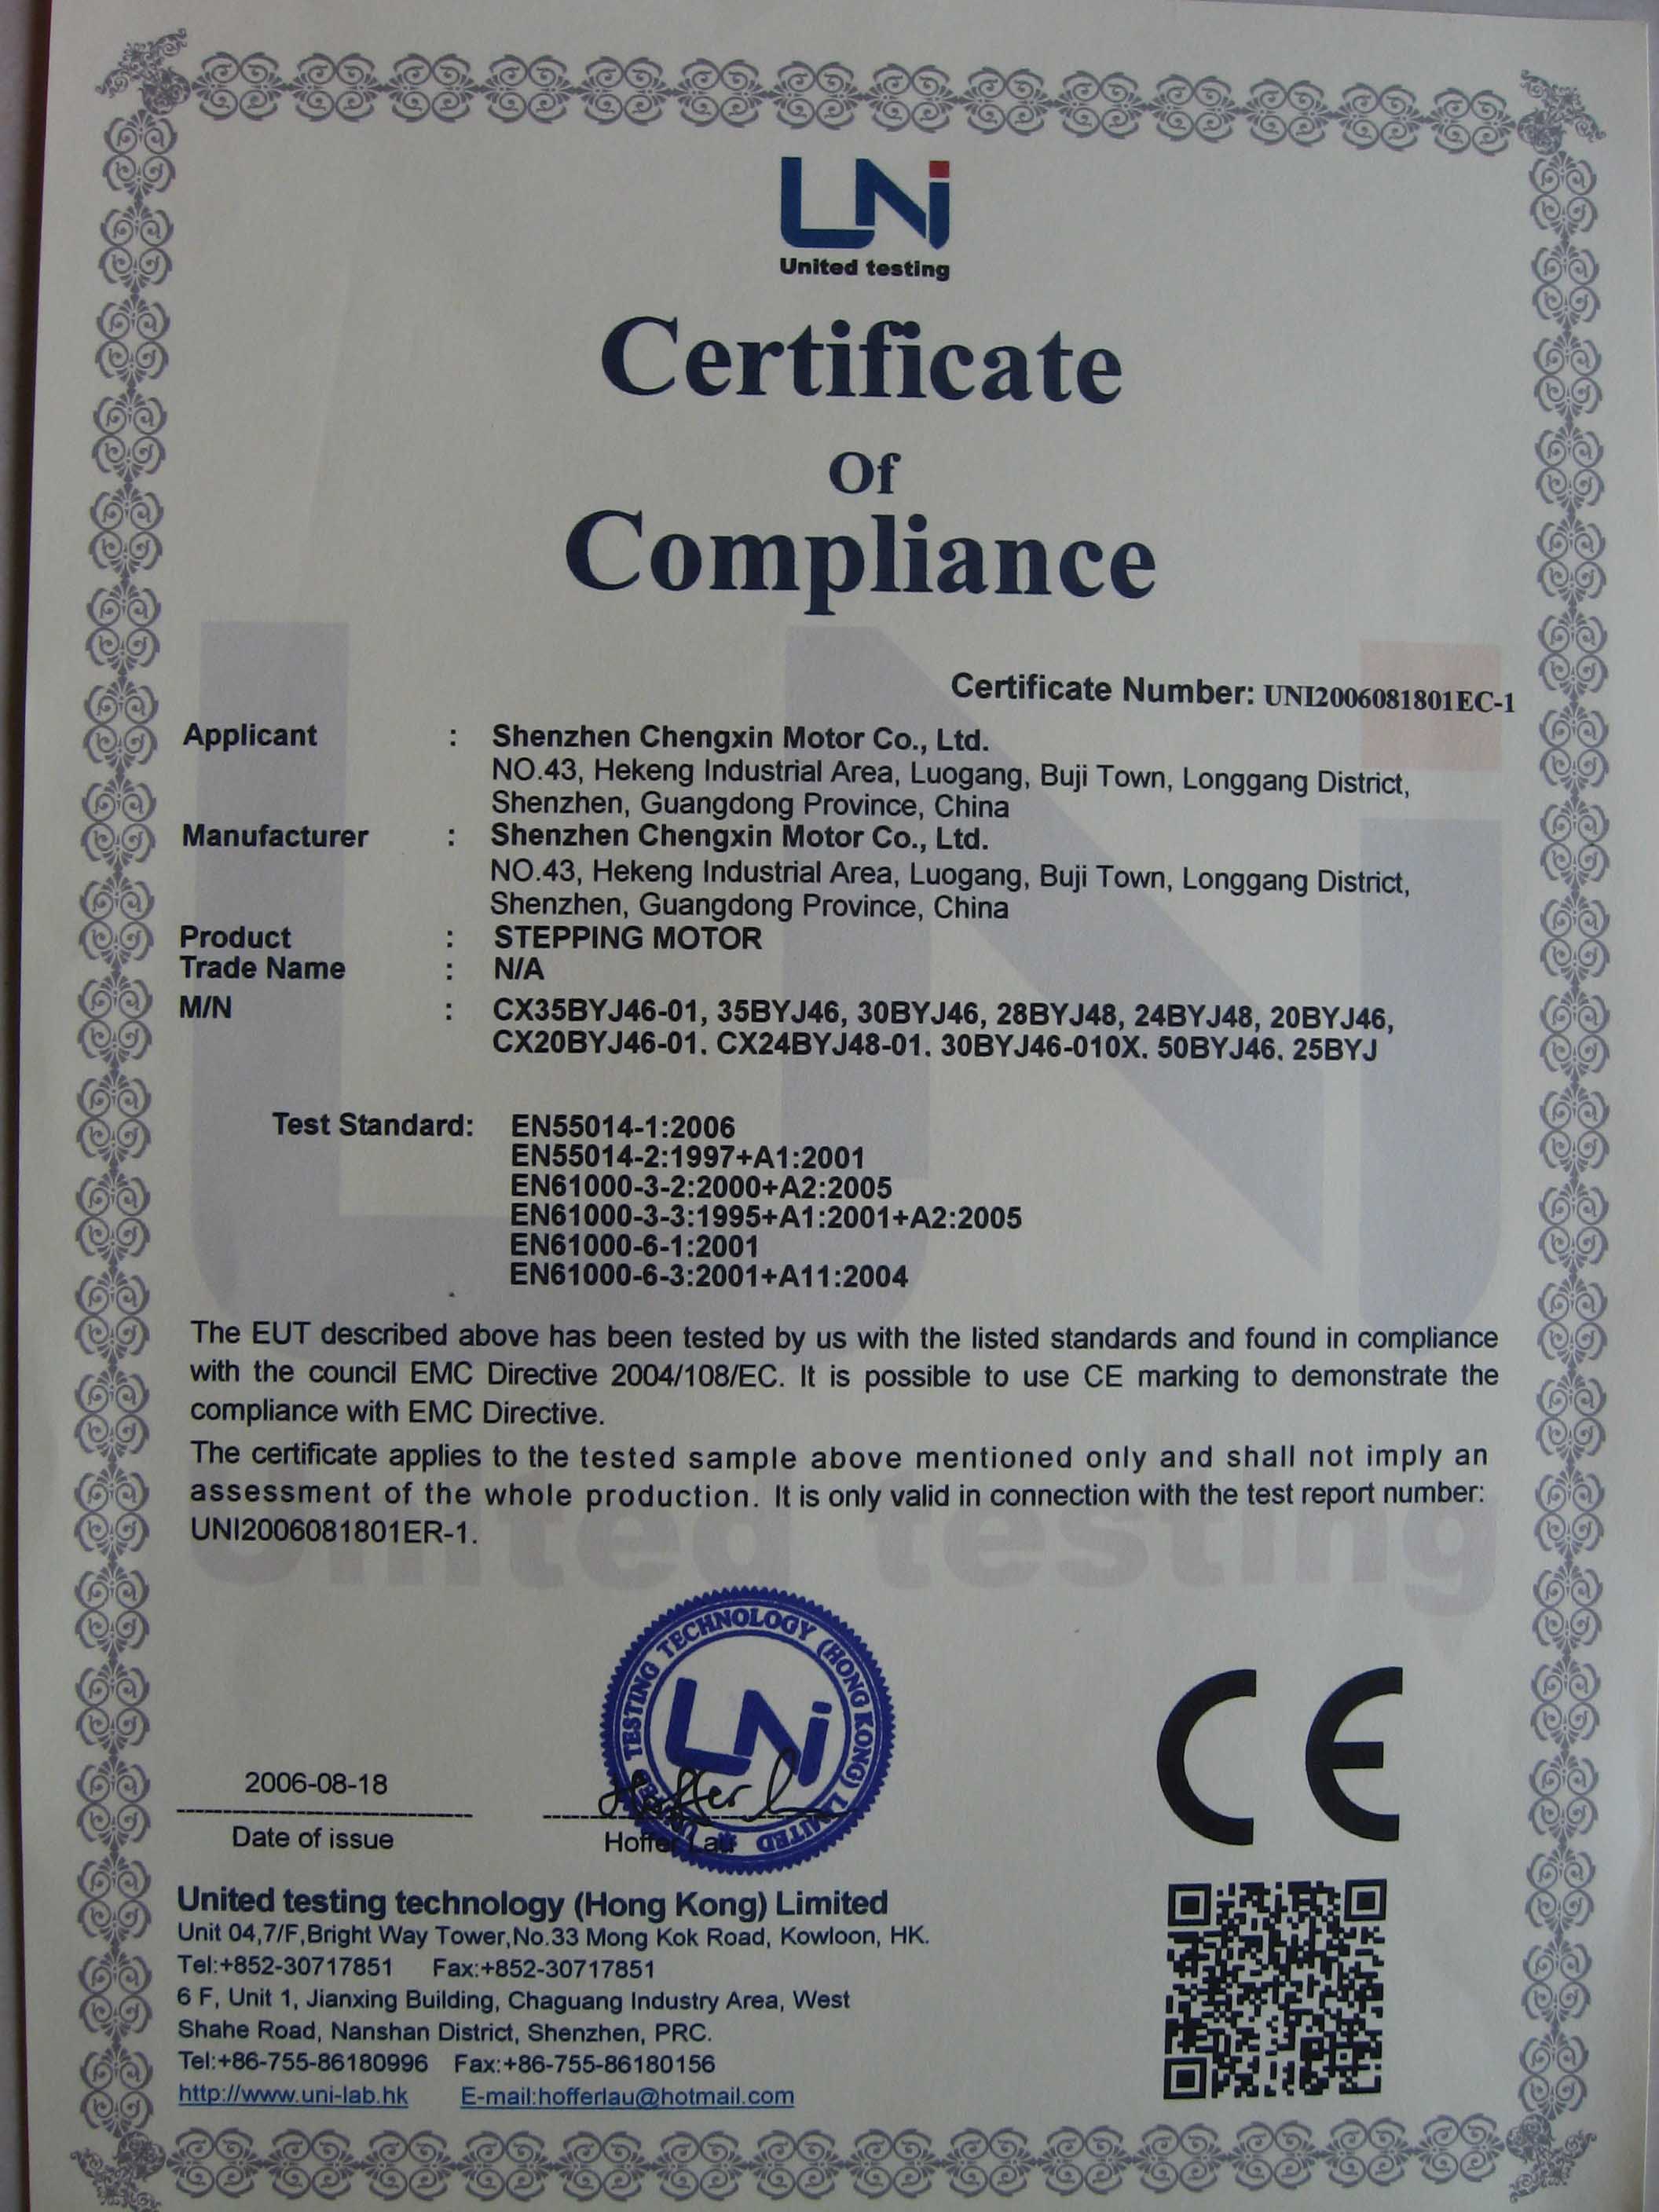 UNi
United testing
Certificate
Of
Compliance
Certificate Number: UNI2006081801EC-1
Applicant : Shenzhen Chengxin Motor Co., Ltd.
NO.43, Hekeng Industrial Area, Luogang, Buji Town, Longgang District,
Shenzhen, Guangdong Province, China
Manufacturer : Shenzhen Chengxin Motor Co., Ltd.
NO.43, Hekeng Industrial Area, Luogang, Buji Town, Longgang District,
Shenzhen, Guangdong Province, China
Product : STEPPING MOTOR
Trade Name : N/A
M/N : CX35BYJ46-01, 35BYJ46, 30BYJ46, 28BYJ48, 24BYJ48, 20BYJ46,
CX20BYJ46-01, CX24BYJ48-01, 30BYJ46-010X, 50BYJ46, 25BYJ
Test Standard: EN55014-1:2006
EN55014-2:1997+A1:2001
EN61000-3-2:2000+A2:2005
EN61000-3-3:1995+A1:2001+A2:2005
EN61000-6-1:2001
EN61000-6-3:2001+A11:2004
The EUT described above has been tested by us with the listed standards and found in compliance
with the council EMC Directive 2004/108/EC. It is possible to use CE marking to demonstrate the
compliance with EMC Directive.
The certificate applies to the tested sample above mentioned only and shall not imply an
assessment of the whole production. It is only valid in connection with the test report number:
UNI2006081801ER-1.
United testing
UNITED TESTING TECHNOLOGY (HONG KONG) LIMITED
UNi
CE
2006-08-18
Hoffer L
Date of issue
Hoffer Lau
United testing technology (Hong Kong) Limited
Unit 04,7/F,Bright Way Tower,No.33 Mong Kok Road, Kowloon, HK.
Tel:+852-30717851 Fax:+852-30717851
6 F, Unit 1, Jianxing Building, Chaguang Industry Area, West
Shahe Road, Nanshan District, Shenzhen, PRC.
Tel:+86-755-86180996 Fax:+86-755-86180156
http://www.uni-lab.hk E-mail:hofferlau@hotmail.com